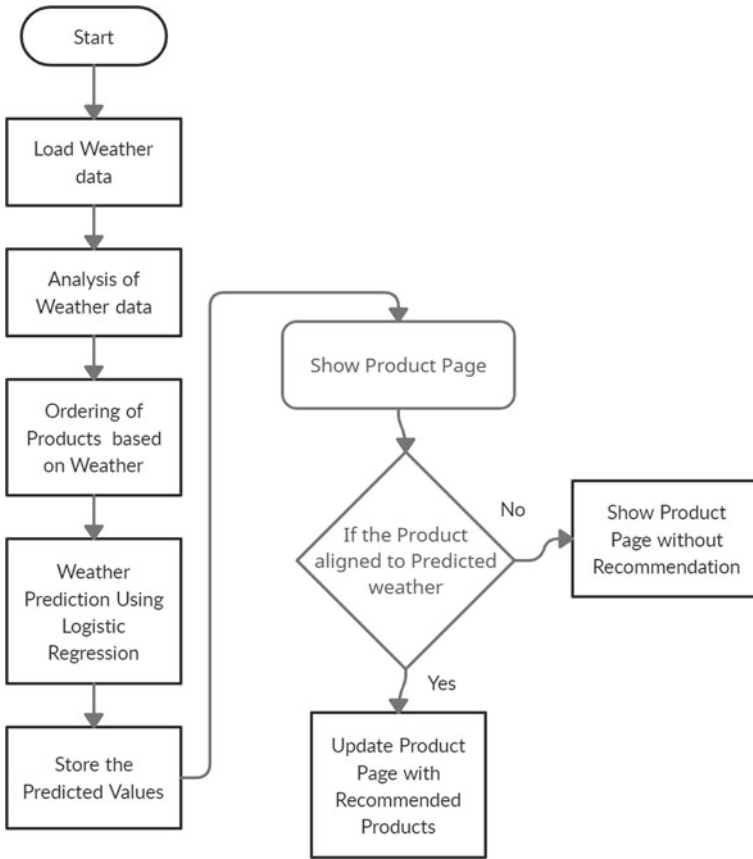 Start
Load Weather
data
Analysis of
Weather data
Ordering of
Products based
on Weather
Weather
Prediction Using
Logistic
Regression
Store the
Predicted Values
Show Product Page
If the Product
aligned to Predicted
weather
No
Show Product
Page without
Recommendation
Yes
Update Product
Page with
Recommended
Products